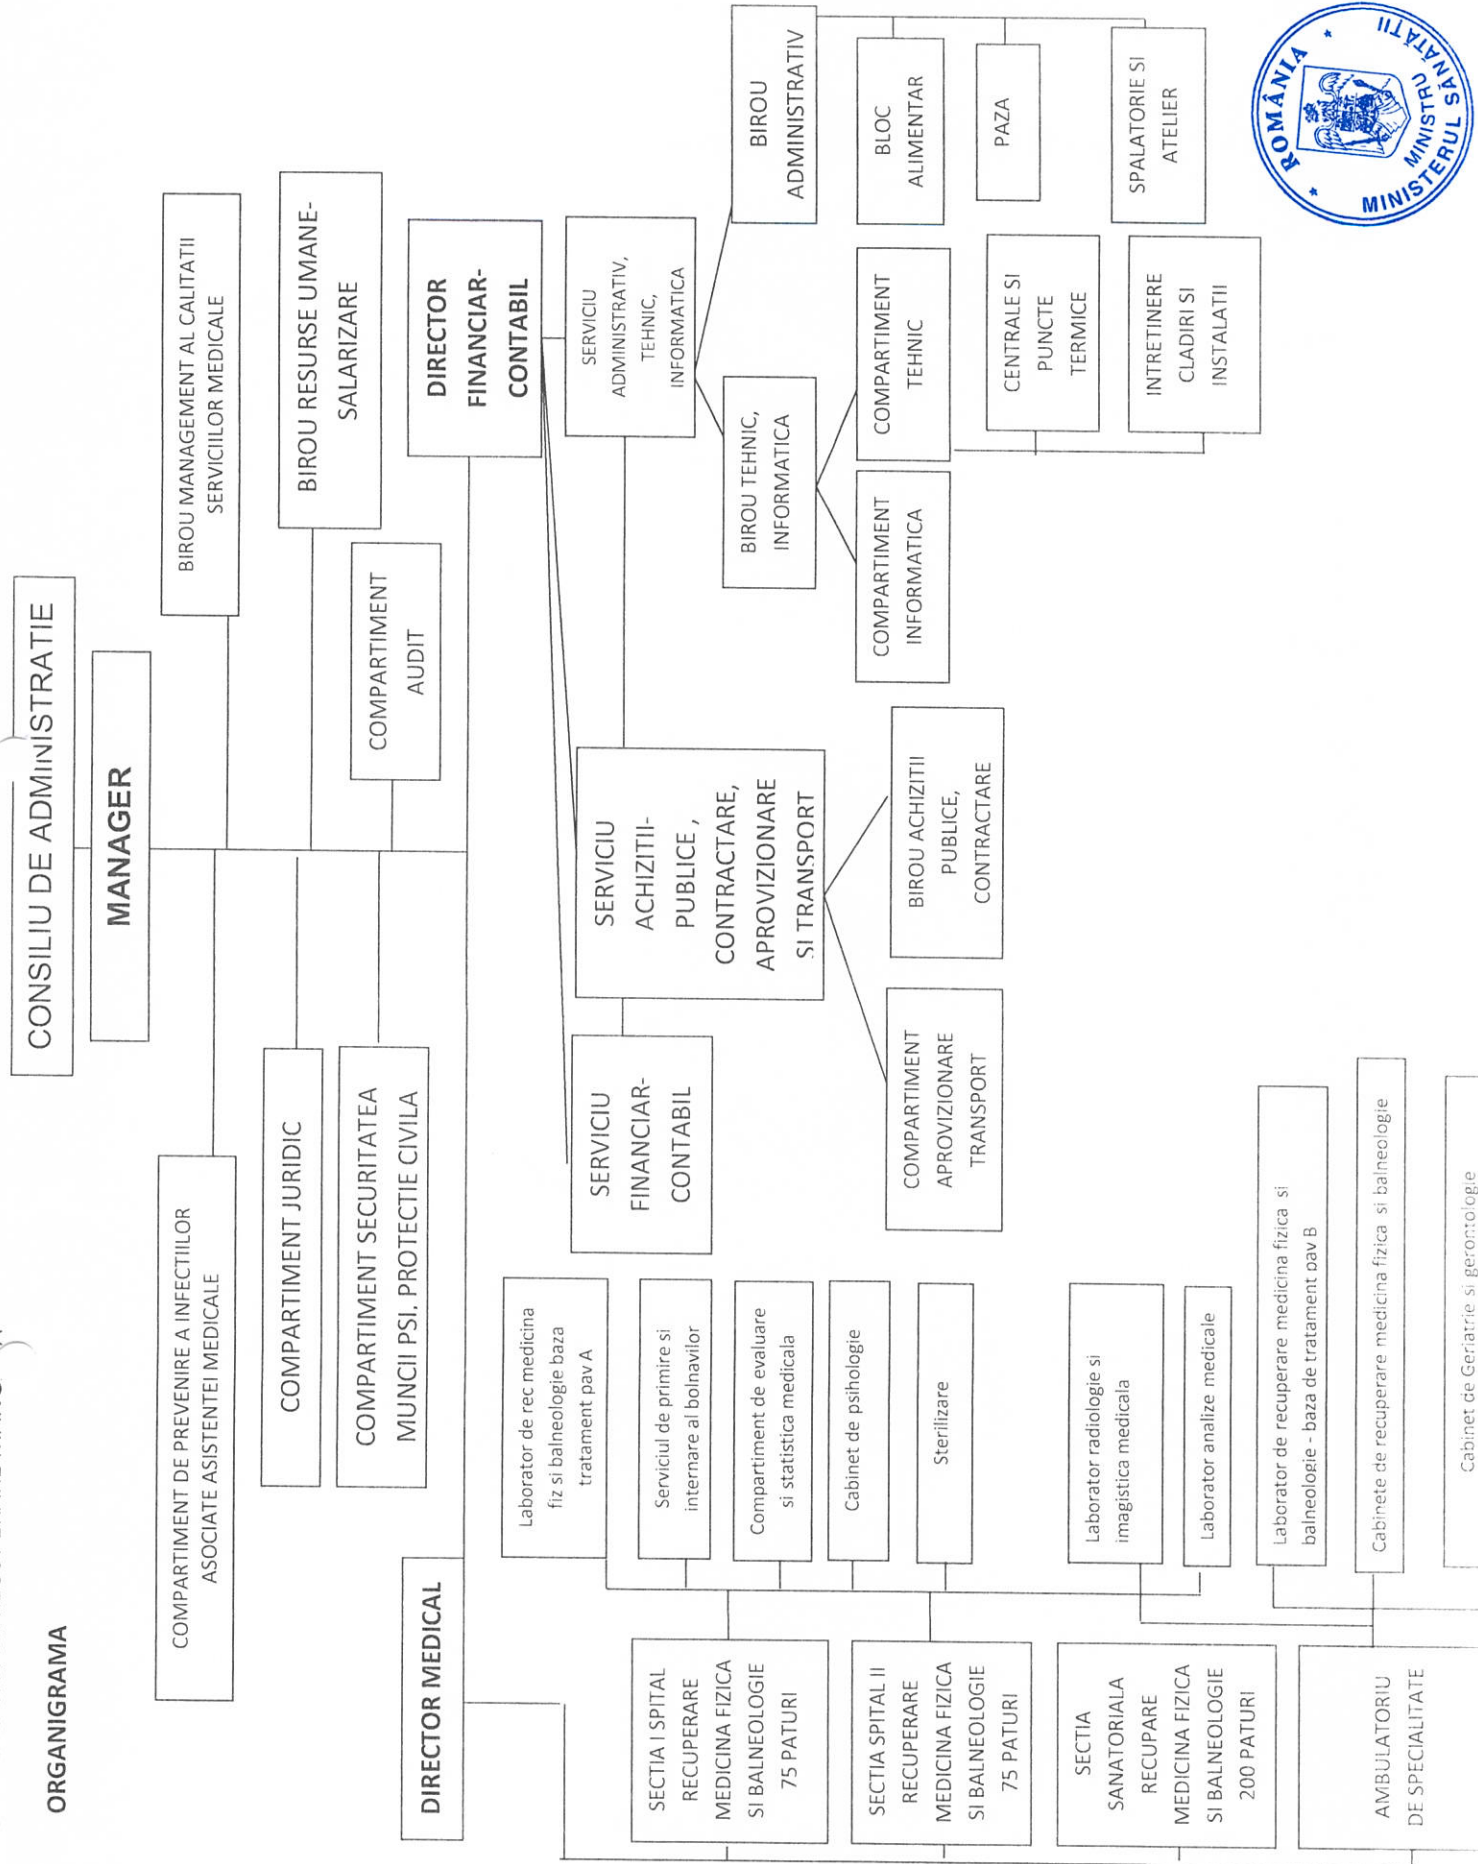 ORGANIGRAMA
CONSILIU DE ADMINISTRATIE
MANAGER
COMPARTIMENT DE PREVENIRE A INFECTIILOR
ASOCIATE ASISTENTEI MEDICALE
BIROU MANAGEMENT AL CALITATII
SERVICIILOR MEDICALE
COMPARTIMENT JURIDIC
BIROU RESURSE UMANE-
SALARIZARE
COMPARTIMENT SECURITATEA
MUNCII PSI. PROTECTIE CIVILA
COMPARTIMENT
AUDIT
DIRECTOR MEDICAL
DIRECTOR
FINANCIAR-
CONTABIL
Laborator de rec medicina
fiz si balneologie baza
tratament pav A
Serviciul de primire si
internare al bolnavilor
Compartiment de evaluare
si statistica medicala
Cabinet de psihologie
Sterilizare
Laborator radiologie si
imagistica medicala
Laborator analize medicale
Laborator de recuperare medicina fizica si
balneologie - baza de tratament pav B
Cabinete de recuperare medicina fizica si balneologie
Cabinet de Geriatrie si gerontologie
SECTIA I SPITAL
RECUPERARE
MEDICINA FIZICA
SI BALNEOLOGIE
75 PATURI
SECTIA SPITAL II
RECUPERARE
MEDICINA FIZICA
SI BALNEOLOGIE
75 PATURI
SECTIA
SANATORIALA
RECUPARE
MEDICINA FIZICA
SI BALNEOLOGIE
200 PATURI
AMBULATORIU
DE SPECIALITATE
SERVICIU
FINANCIAR-
CONTABIL
SERVICIU
ACHIZITII-
PUBLICE ,
CONTRACTARE,
APROVIZIONARE
SI TRANSPORT
SERVICIU
ADMINISTRATIV,
TEHNIC,
INFORMATICA
COMPARTIMENT
APROVIZIONARE
TRANSPORT
BIROU ACHIZITII
PUBLICE,
CONTRACTARE
BIROU TEHNIC,
INFORMATICA
BIROU
ADMINISTRATIV
COMPARTIMENT
INFORMATICA
COMPARTIMENT
TEHNIC
BLOC
ALIMENTAR
CENTRALE SI
PUNCTE
TERMICE
PAZA
INTRETINERE
CLADIRI SI
INSTALATII
SPALATORIE SI
ATELIER
* ROMÂNIA *
MINISTRU
MINISTERUL SĂNĂTĂȚII